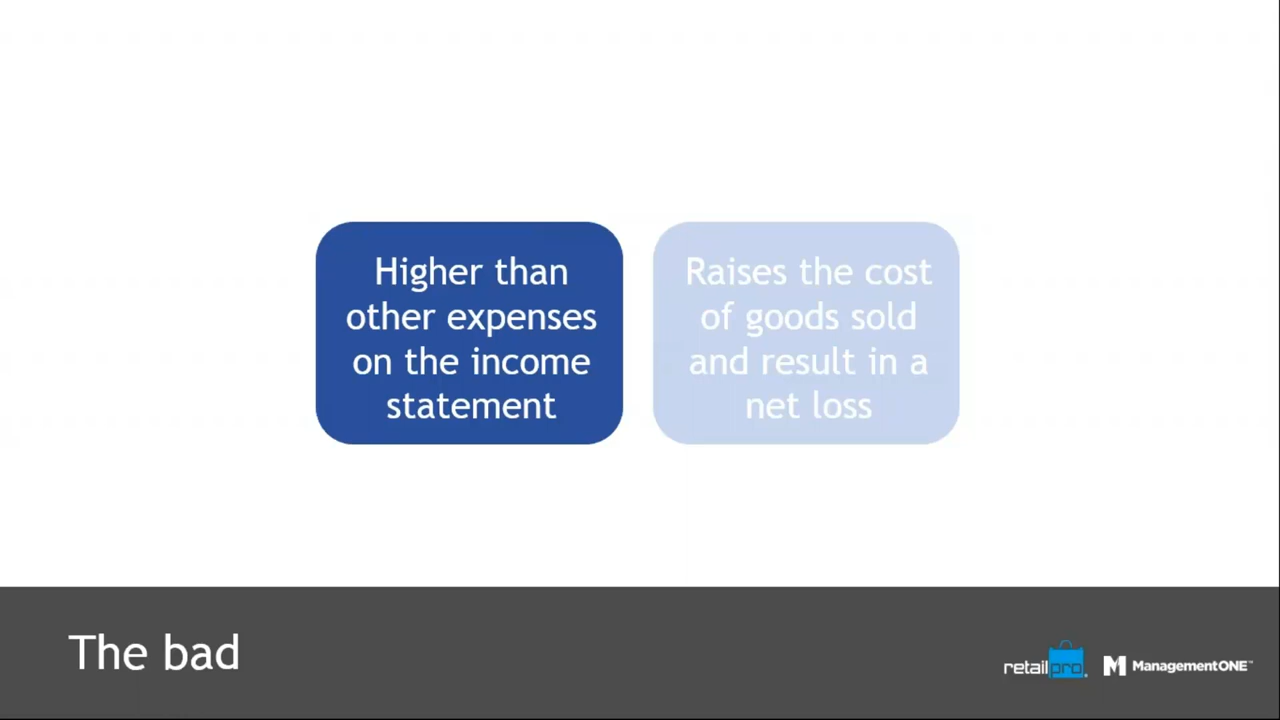 Higher than
other expenses
on the income
statement
Raises the cost
of goods sold
and result in a
net loss
The bad
retailpro.
ManagementONE™